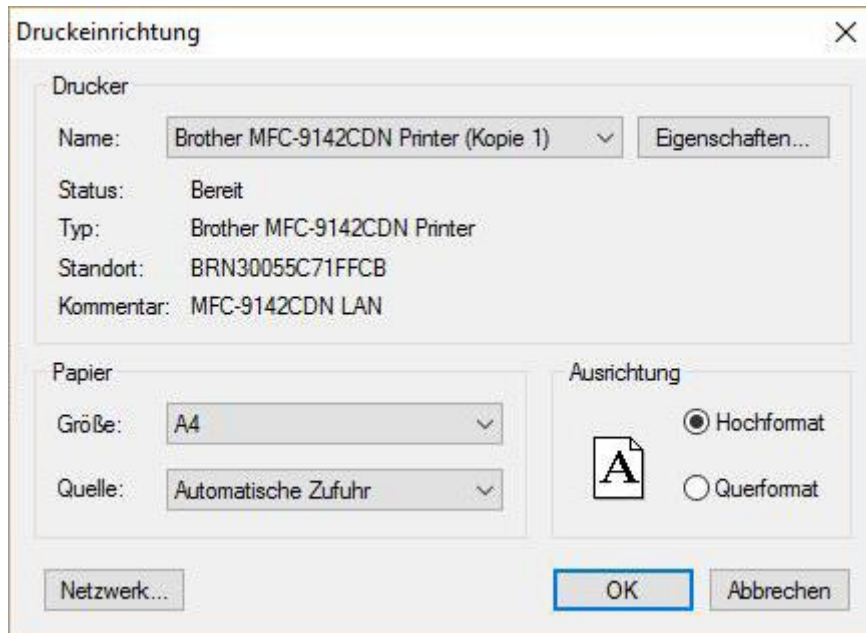 Druckeinrichtung
Drucker
Name: Brother MFC-9142CDN Printer (Kopie 1) Eigenschaften...
Status: Bereit
Typ: Brother MFC-9142CDN Printer
Standort: BRN30055C71FFCB
Kommentar: MFC-9142CDN LAN
Papier
Größe: A4
Quelle: Automatische Zufuhr
Ausrichtung
A
Hochformat
Querformat
Netzwerk... OK Abbrechen